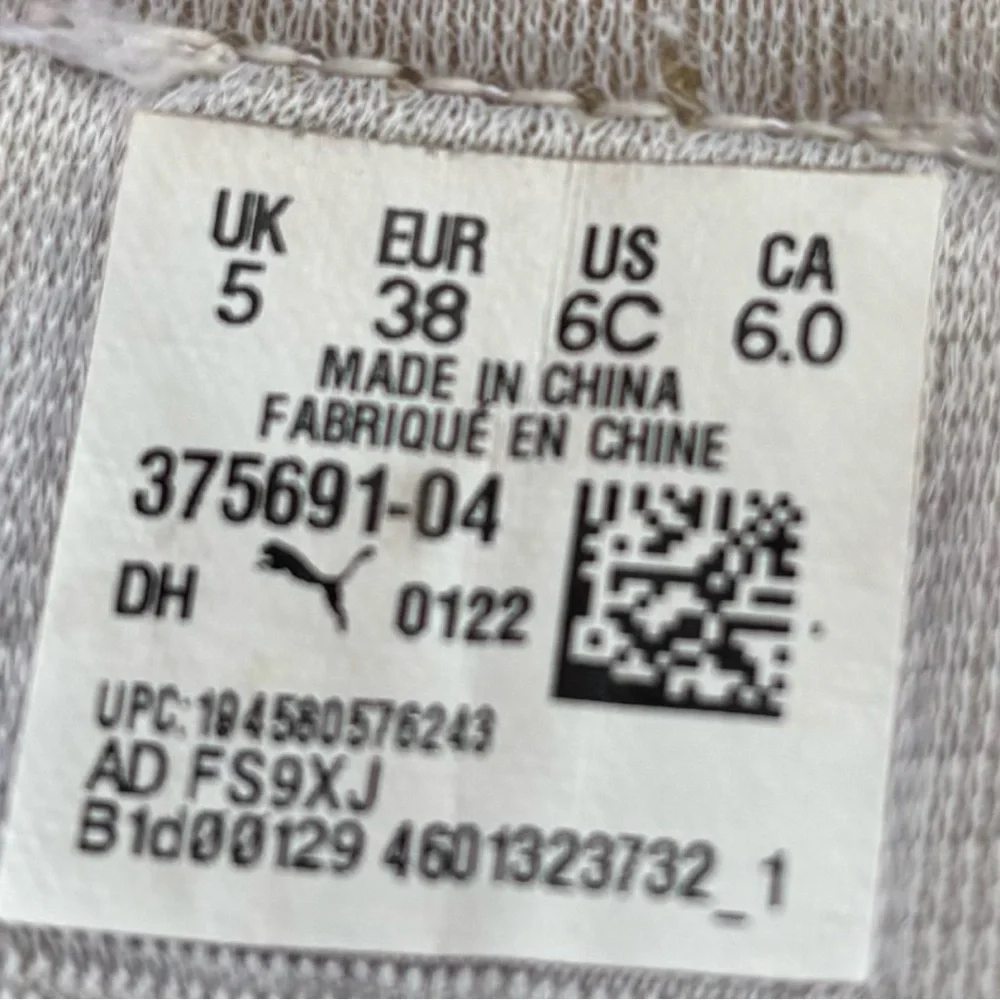 UK EUR US CA
5 38 6C 6.0
MADE IN CHINA
FABRIQUÉ EN CHINE
375691-04
DH 0122
UPC:194580576243
AD FS9XJ
B1d00129 4601323732_1